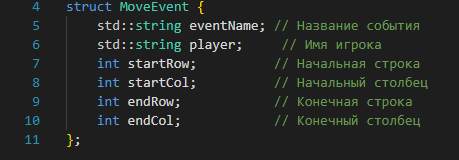 4 struct MoveEvent {
5 std::string eventName; // Название события
6 std::string player; // Имя игрока
7 int startRow; // Начальная строка
8 int startCol; // Начальный столбец
9 int endRow; // Конечная строка
10 int endCol; // Конечный столбец
11 };